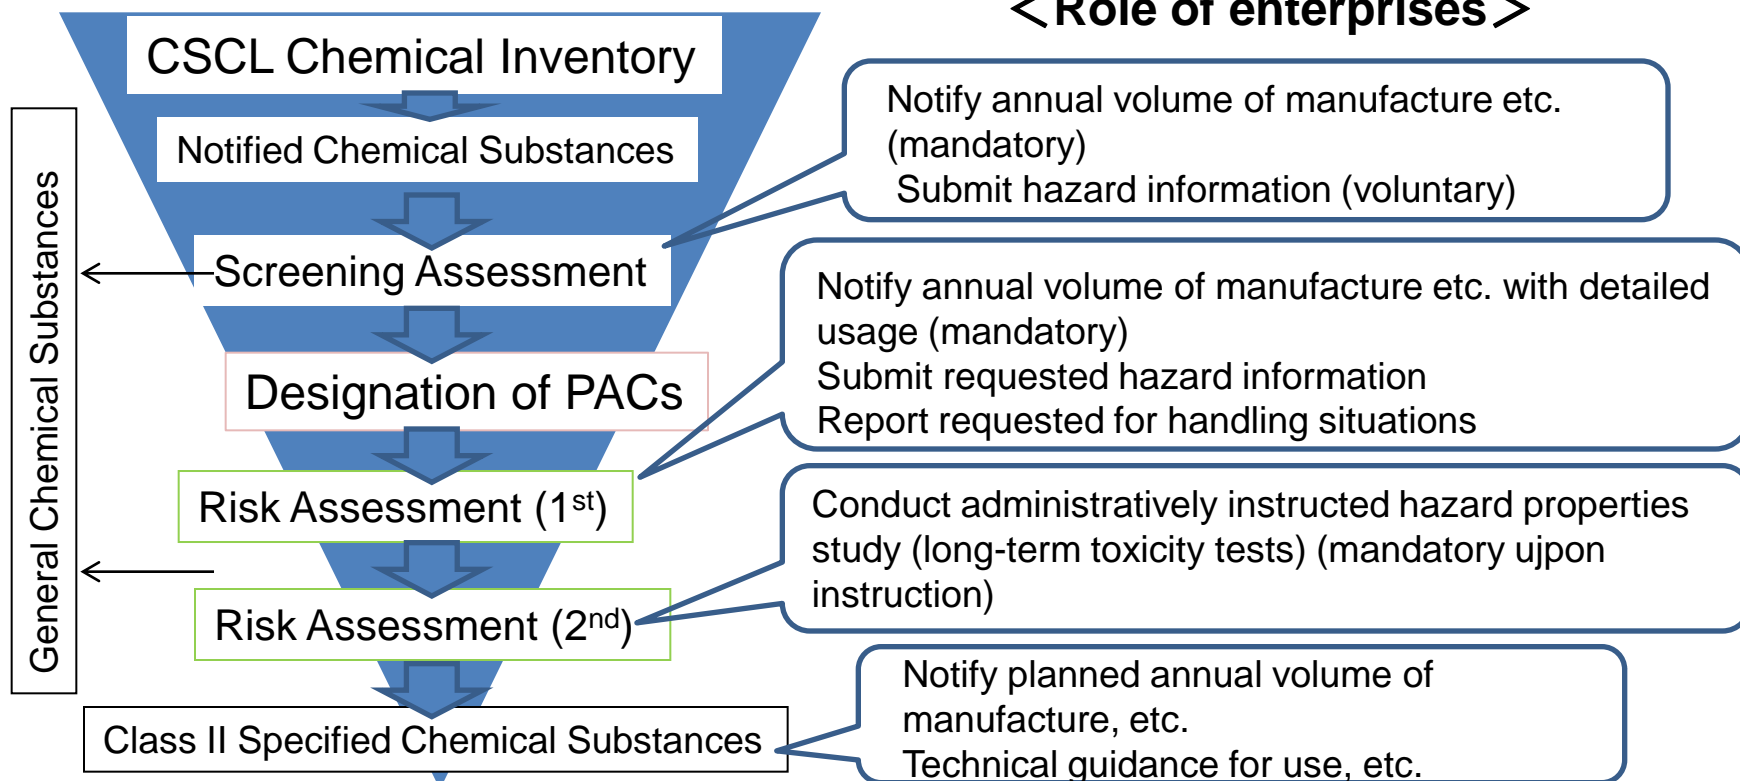 <Role of enterprises>
CSCL Chemical Inventory
Notified Chemical Substances
Screening Assessment
Designation of PACs
Risk Assessment (1st)
Risk Assessment (2nd)
Class II Specified Chemical Substances
General Chemical Substances
Notify annual volume of manufacture etc.
(mandatory)
Submit hazard information (voluntary)
Notify annual volume of manufacture etc. with detailed
usage (mandatory)
Submit requested hazard information
Report requested for handling situations
Conduct administratively instructed hazard properties
study (long-term toxicity tests) (mandatory ujpon
instruction)
Notify planned annual volume of
manufacture, etc.
Technical guidance for use, etc.